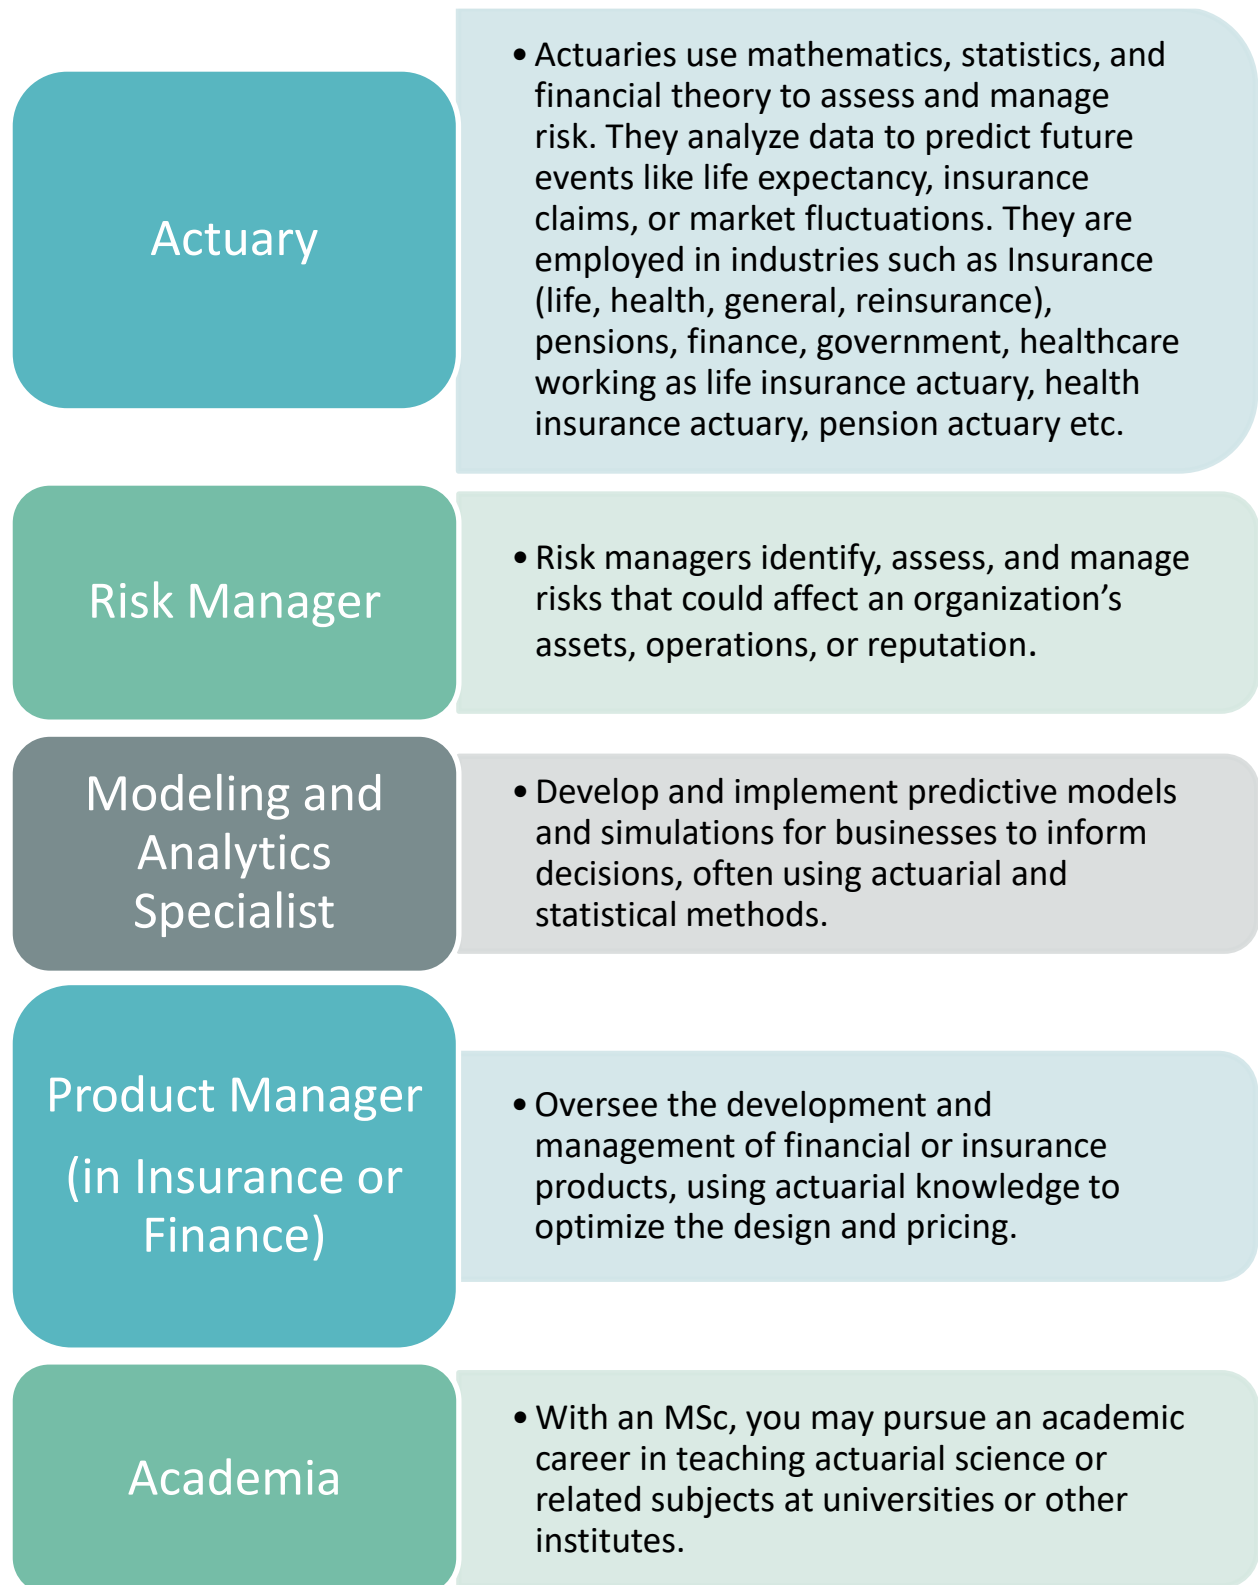 Actuary
• Actuaries use mathematics, statistics, and
financial theory to assess and manage
risk. They analyze data to predict future
events like life expectancy, insurance
claims, or market fluctuations. They are
employed in industries such as Insurance
(life, health, general, reinsurance),
pensions, finance, government, healthcare
working as life insurance actuary, health
insurance actuary, pension actuary etc.
Risk Manager
• Risk managers identify, assess, and manage
risks that could affect an organization’s
assets, operations, or reputation.
Modeling and
Analytics
Specialist
• Develop and implement predictive models
and simulations for businesses to inform
decisions, often using actuarial and
statistical methods.
Product Manager
(in Insurance or
Finance)
• Oversee the development and
management of financial or insurance
products, using actuarial knowledge to
optimize the design and pricing.
Academia
• With an MSc, you may pursue an academic
career in teaching actuarial science or
related subjects at universities or other
institutes.